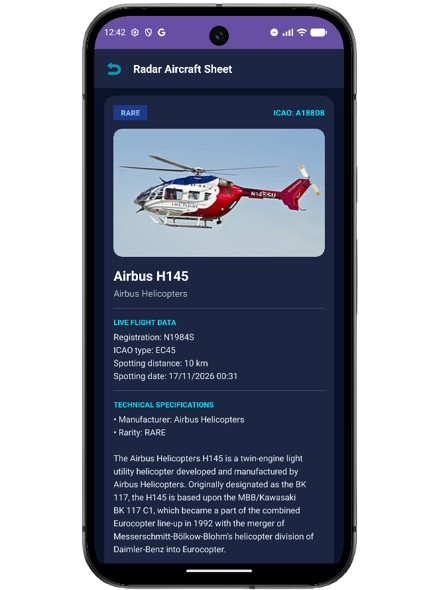 12:42
Radar Aircraft Sheet
RARE
ICAO: A188D8
Airbus H145
Airbus Helicopters
LIVE FLIGHT DATA
Registration: N1984S
ICAO type: EC45
Spotting distance: 10 km
Spotting date: 17/11/2026 00:31
TECHNICAL SPECIFICATIONS
• Manufacturer: Airbus Helicopters
• Rarity: RARE
The Airbus Helicopters H145 is a twin-engine light
utility helicopter developed and manufactured by
Airbus Helicopters. Originally designated as the BK
117, the H145 is based upon the MBB/Kawasaki
BK 117 C1, which became a part of the combined
Eurocopter line-up in 1992 with the merger of
Messerschmitt-Bölkow-Blohm's helicopter division of
Daimler-Benz into Eurocopter.